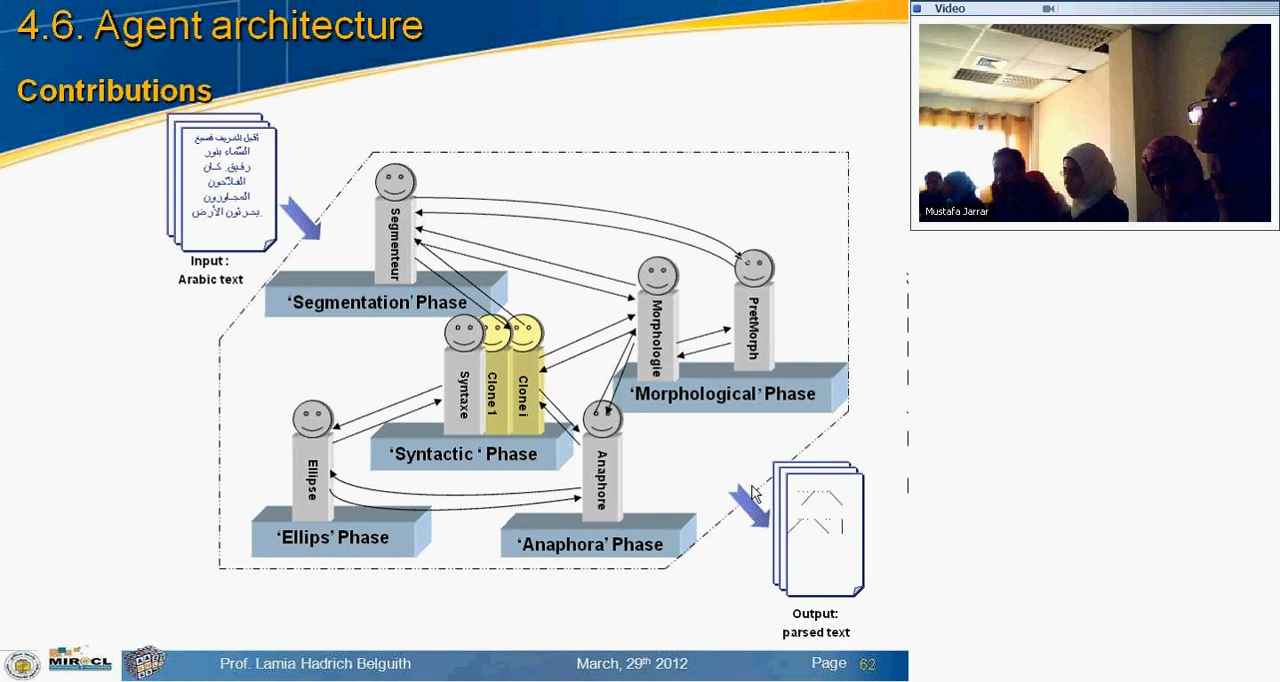 4.6. Agent architecture
Contributions
أقبل الخريف فصبغ
السّماء بنور
رقيق. كان
الفلاّحون
المجاورون
يحرثون الأرض.
Input :
Arabic text
Segmenteur
‘Segmentation’ Phase
Morphologie
PretMorph
‘Morphological’ Phase
Syntaxe
Clone 1
Clone i
‘Syntactic ‘ Phase
Ellipse
‘Ellips’ Phase
Anaphore
‘Anaphora’ Phase
Output:
parsed text
MIR@CL
Prof. Lamia Hadrich Belguith
March, 29th 2012
Page 62
Video
Mustafa Jarrar